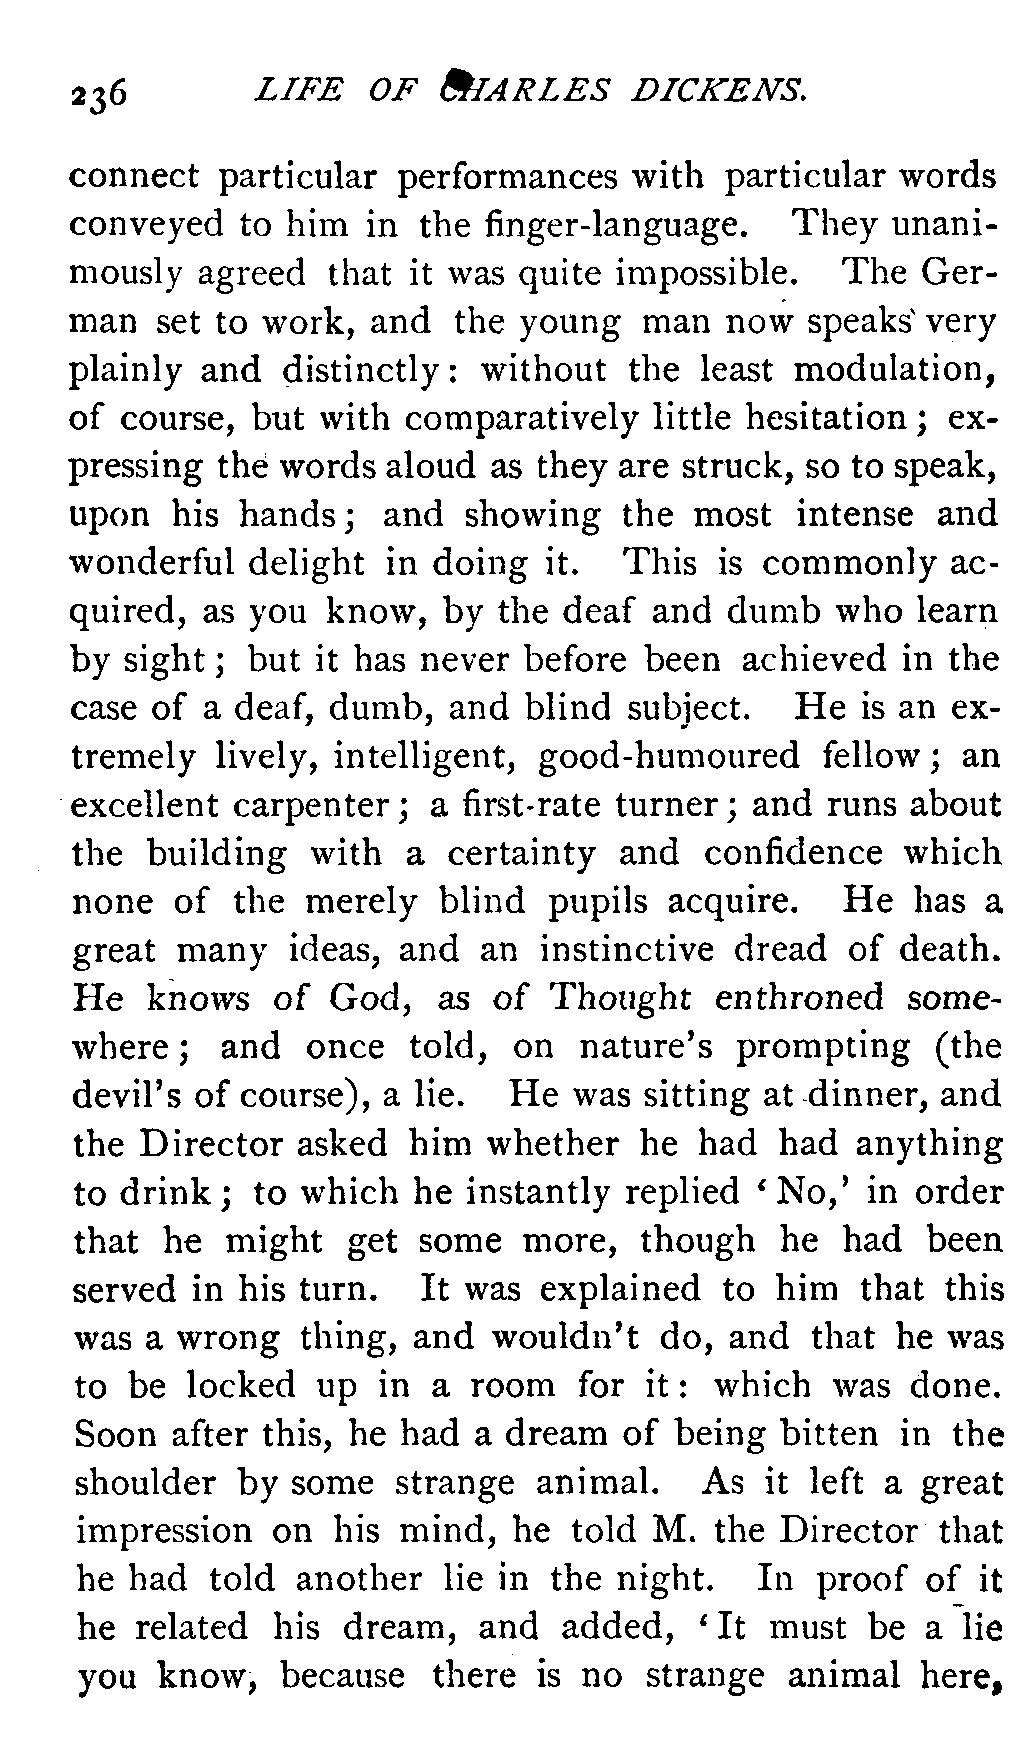 236 LIFE OF CHARLES DICKENS.
connect particular performances with particular words
conveyed to him in the finger-language. They unani-
mously agreed that it was quite impossible. The Ger-
man set to work, and the young man now speaks very
plainly and distinctly: without the least modulation,
of course, but with comparatively little hesitation; ex-
pressing the words aloud as they are struck, so to speak,
upon his hands; and showing the most intense and
wonderful delight in doing it. This is commonly ac-
quired, as you know, by the deaf and dumb who learn
by sight; but it has never before been achieved in the
case of a deaf, dumb, and blind subject. He is an ex-
tremely lively, intelligent, good-humoured fellow; an
excellent carpenter; a first-rate turner; and runs about
the building with a certainty and confidence which
none of the merely blind pupils acquire. He has a
great many ideas, and an instinctive dread of death.
He knows of God, as of Thought enthroned some-
where; and once told, on nature's prompting (the
devil's of course), a lie. He was sitting at dinner, and
the Director asked him whether he had had anything
to drink; to which he instantly replied 'No,' in order
that he might get some more, though he had been
served in his turn. It was explained to him that this
was a wrong thing, and wouldn't do, and that he was
to be locked up in a room for it: which was done.
Soon after this, he had a dream of being bitten in the
shoulder by some strange animal. As it left a great
impression on his mind, he told M. the Director that
he had told another lie in the night. In proof of it
he related his dream, and added, 'It must be a lie
you know, because there is no strange animal here,